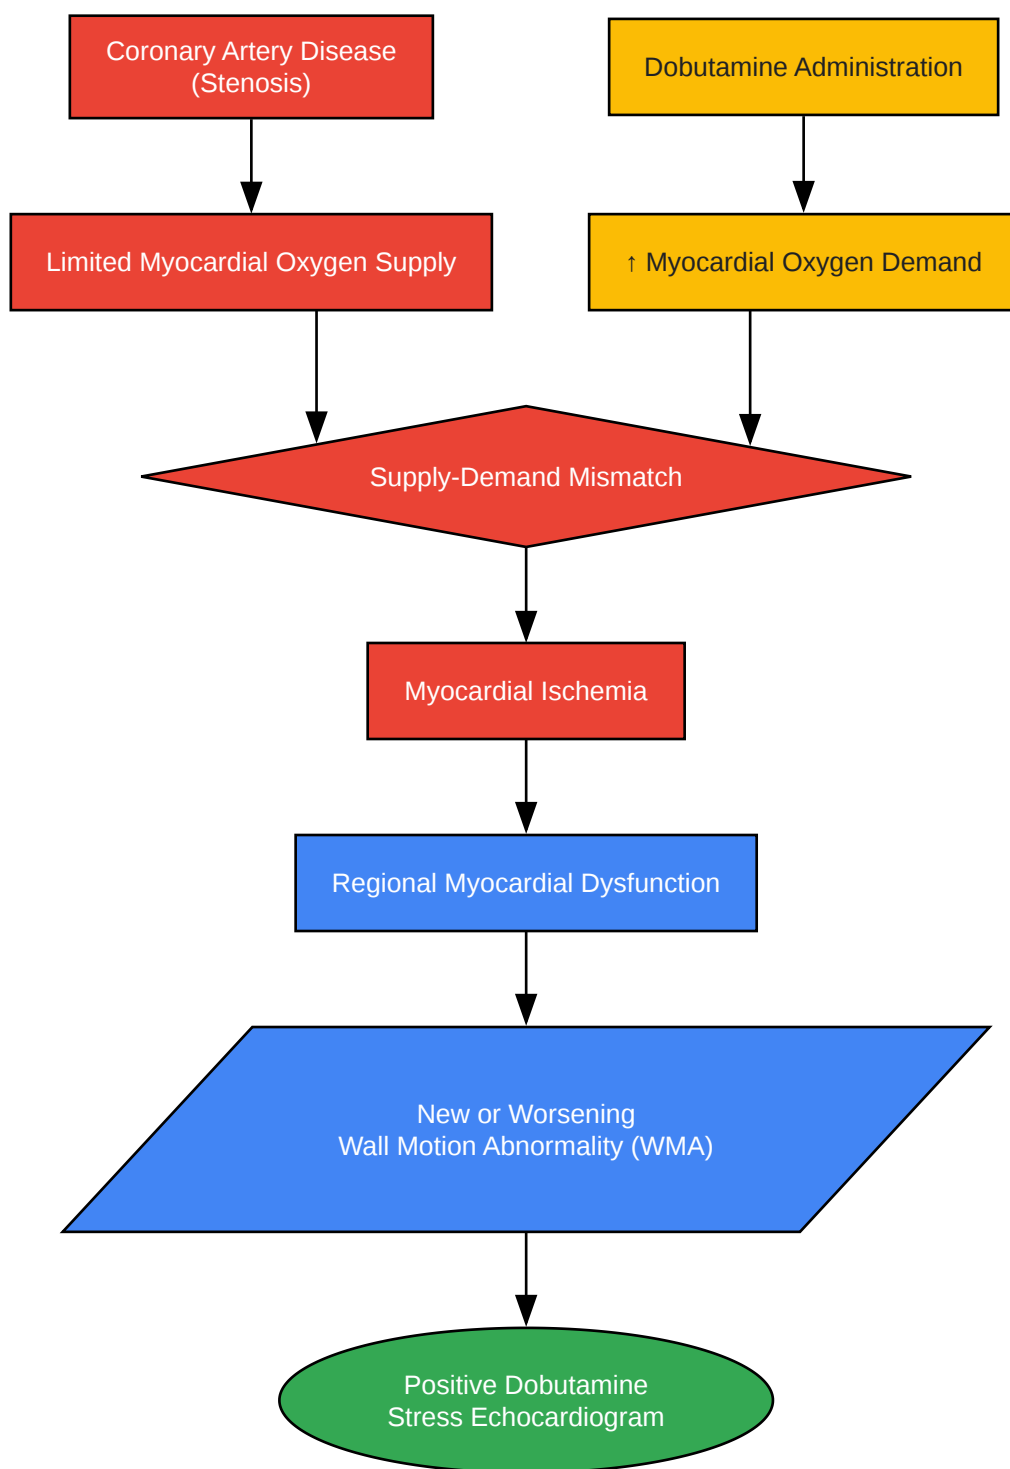 Coronary Artery Disease
(Stenosis)
Dobutamine Administration
Limited Myocardial Oxygen Supply
↑ Myocardial Oxygen Demand
Supply-Demand Mismatch
Myocardial Ischemia
Regional Myocardial Dysfunction
New or Worsening
Wall Motion Abnormality (WMA)
Positive Dobutamine
Stress Echocardiogram